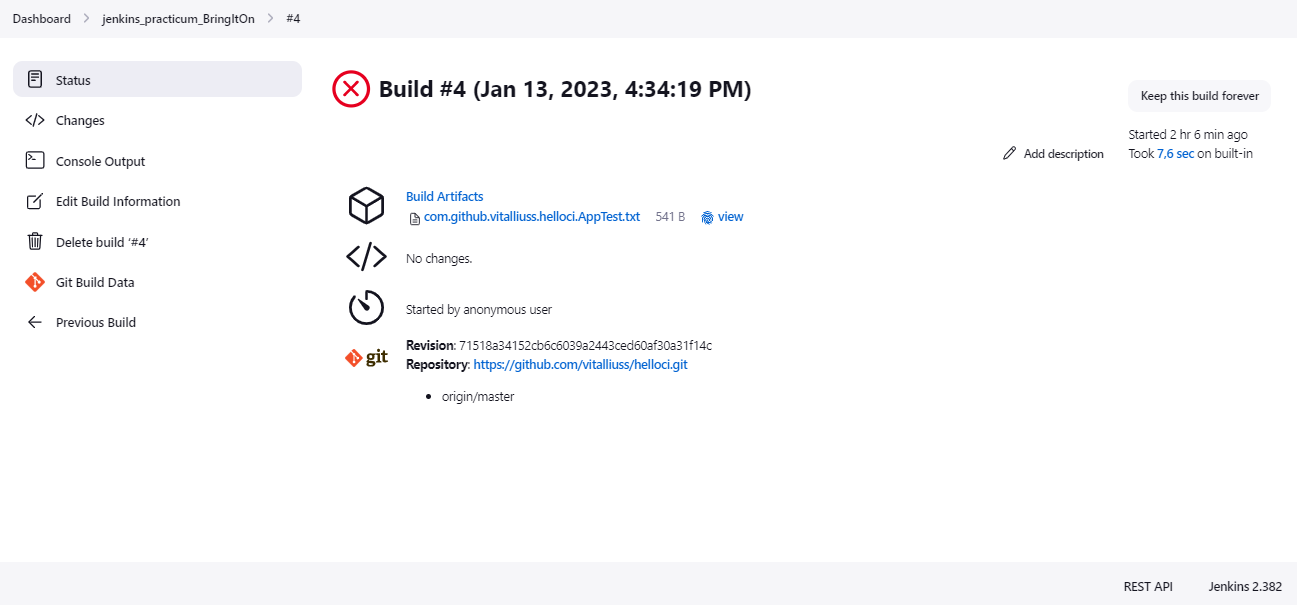 Dashboard
jenkins_practicum_BringItOn
#4
Status
Changes
Console Output
Edit Build Information
Delete build ‘#4’
Git Build Data
Previous Build
Build #4 (Jan 13, 2023, 4:34:19 PM)
Keep this build forever
Add description
Started 2 hr 6 min ago
Took 7,6 sec on built-in
Build Artifacts
com.github.vitalliuss.helloci.AppTest.txt 541 B view
No changes.
Started by anonymous user
git
Revision: 71518a34152cb6c6039a2443ced60af30a31f14c
Repository: https://github.com/vitalliuss/helloci.git
origin/master
REST API
Jenkins 2.382